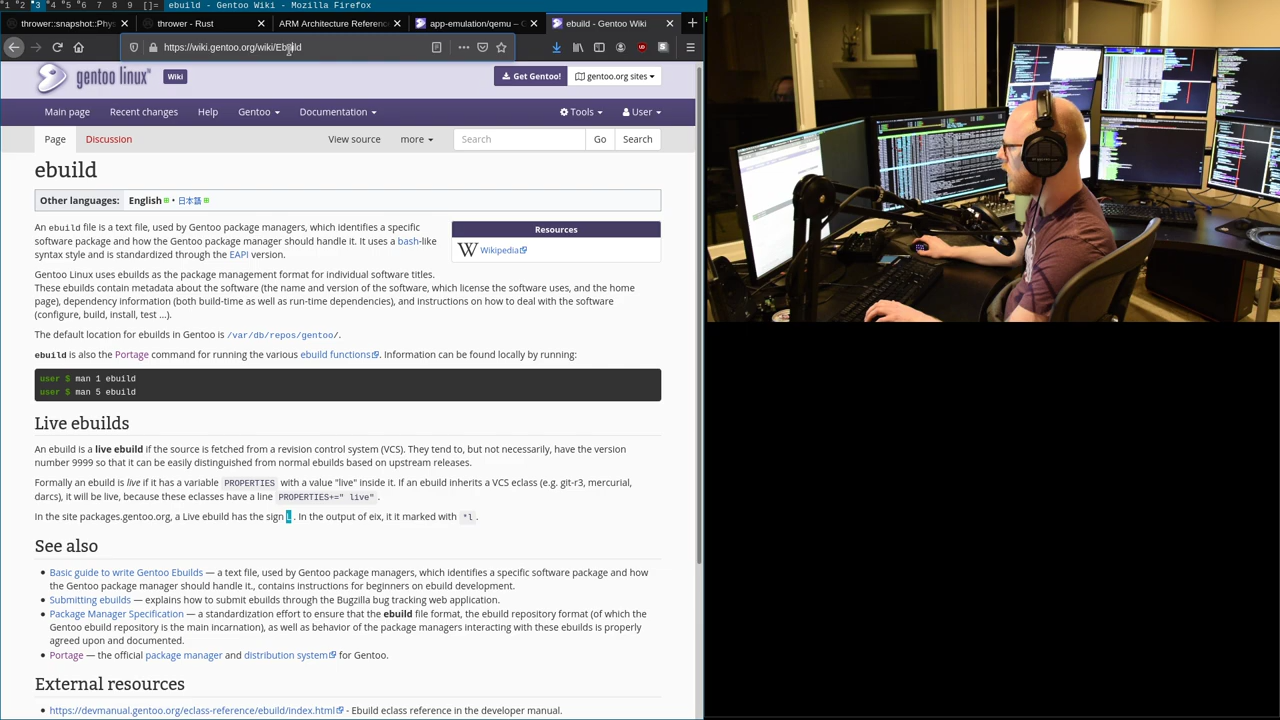 1 2 3 4 5 6 7 8 9 []= ebuild - Gentoo Wiki - Mozilla Firefox
thrower::snapshot::Phys
thrower - Rust
ARM Architecture Referenc
app-emulation/qemu – G
ebuild - Gentoo Wiki
https://wiki.gentoo.org/wiki/Ebuild
gentoo linux Wiki
Get Gentoo! gentoo.org sites
Main page Recent changes Help Gentoo Documentation Tools User
Page Discussion View source more Search Go Search
ebuild
Other languages: English • 日本語
An ebuild file is a text file, used by Gentoo package managers, which identifies a specific
software package and how the Gentoo package manager should handle it. It uses a bash-like
syntax style and is standardized through the EAPI version.
Resources
Wikipedia
Gentoo Linux uses ebuilds as the package management format for individual software titles.
These ebuilds contain metadata about the software (the name and version of the software, which license the software uses, and the home
page), dependency information (both build-time as well as run-time dependencies), and instructions on how to deal with the software
(configure, build, install, test ...).
The default location for ebuilds in Gentoo is /var/db/repos/gentoo/.
ebuild is also the Portage command for running the various ebuild functions. Information can be found locally by running:
user $ man 1 ebuild
user $ man 5 ebuild
Live ebuilds
An ebuild is a live ebuild if the source is fetched from a revision control system (VCS). They tend to, but not necessarily, have the version
number 9999 so that it can be easily distinguished from normal ebuilds based on upstream releases.
Formally an ebuild is live if it has a variable PROPERTIES with a value "live" inside it. If an ebuild inherits a VCS eclass (e.g. git-r3, mercurial,
darcs), it will be live, because these eclasses have a line PROPERTIES+=" live" .
In the site packages.gentoo.org, a Live ebuild has the sign L . In the output of eix, it it marked with *l .
See also
Basic guide to write Gentoo Ebuilds — a text file, used by Gentoo package managers, which identifies a specific software package and how
the Gentoo package manager should handle it., contains instructions for beginners on ebuild development.
Submitting ebuilds — explains how to submit ebuilds through the Bugzilla bug tracking web application.
Package Manager Specification — a standardization effort to ensure that the ebuild file format, the ebuild repository format (of which the
Gentoo ebuild repository is the main incarnation), as well as behavior of the package managers interacting with these ebuilds is properly
agreed upon and documented.
Portage — the official package manager and distribution system for Gentoo.
External resources
https://devmanual.gentoo.org/eclass-reference/ebuild/index.html - Ebuild eclass reference in the developer manual.